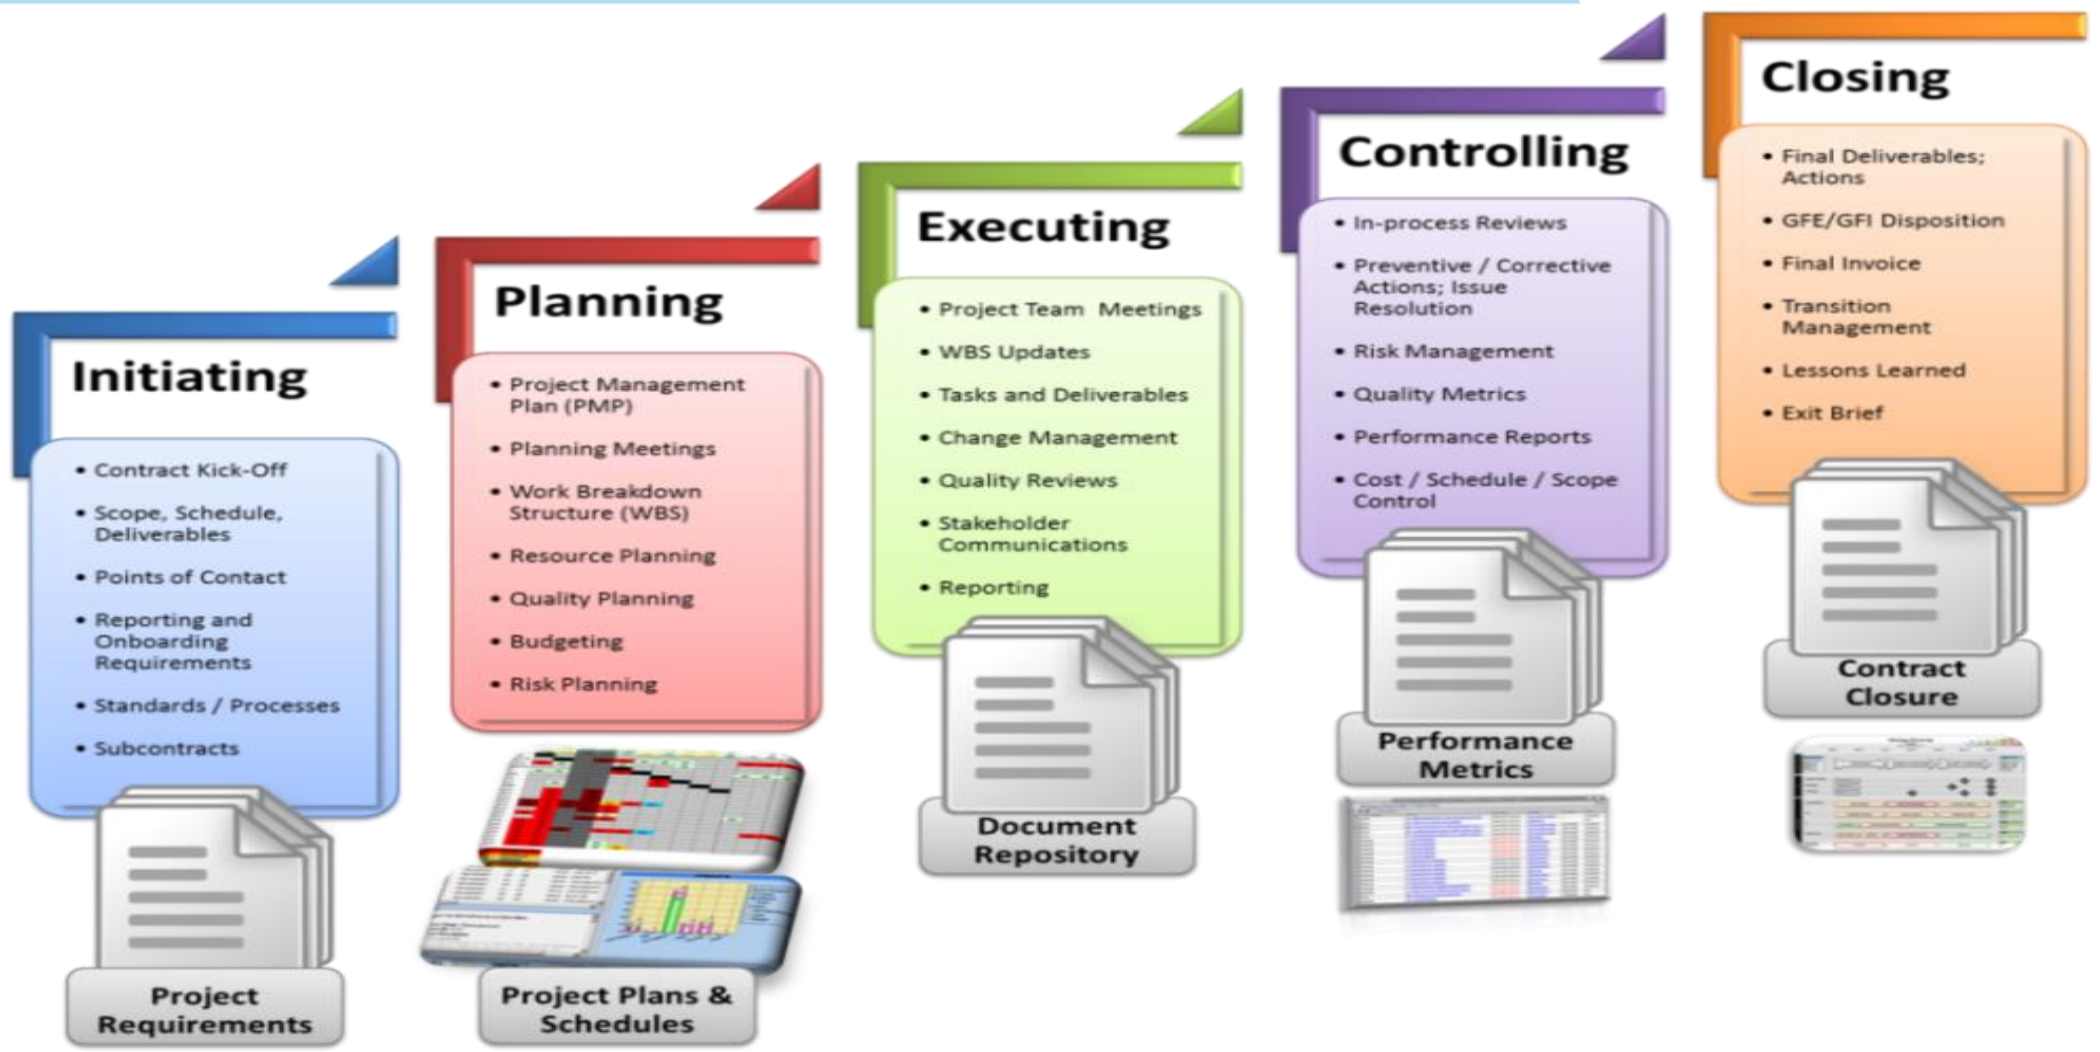 Initiating
• Contract Kick-Off
• Scope, Schedule,
Deliverables
• Points of Contact
• Reporting and
Onboarding
Requirements
• Standards / Processes
• Subcontracts
Project
Requirements
Planning
• Project Management
Plan (PMP)
• Planning Meetings
• Work Breakdown
Structure (WBS)
• Resource Planning
• Quality Planning
• Budgeting
• Risk Planning
Project Plans &
Schedules
Executing
• Project Team Meetings
• WBS Updates
• Tasks and Deliverables
• Change Management
• Quality Reviews
• Stakeholder
Communications
• Reporting
Document
Repository
Controlling
• In-process Reviews
• Preventive / Corrective
Actions; Issue
Resolution
• Risk Management
• Quality Metrics
• Performance Reports
• Cost / Schedule / Scope
Control
Performance
Metrics
Closing
• Final Deliverables;
Actions
• GFE/GFI Disposition
• Final Invoice
• Transition
Management
• Lessons Learned
• Exit Brief
Contract
Closure